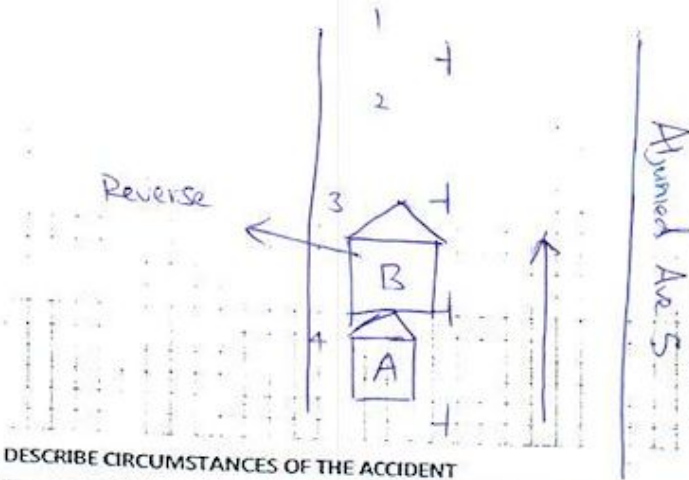 1
2
Reverse
3
B
4
A
Aljunied Ave 5
DESCRIBE CIRCUMSTANCES OF THE ACCIDENT